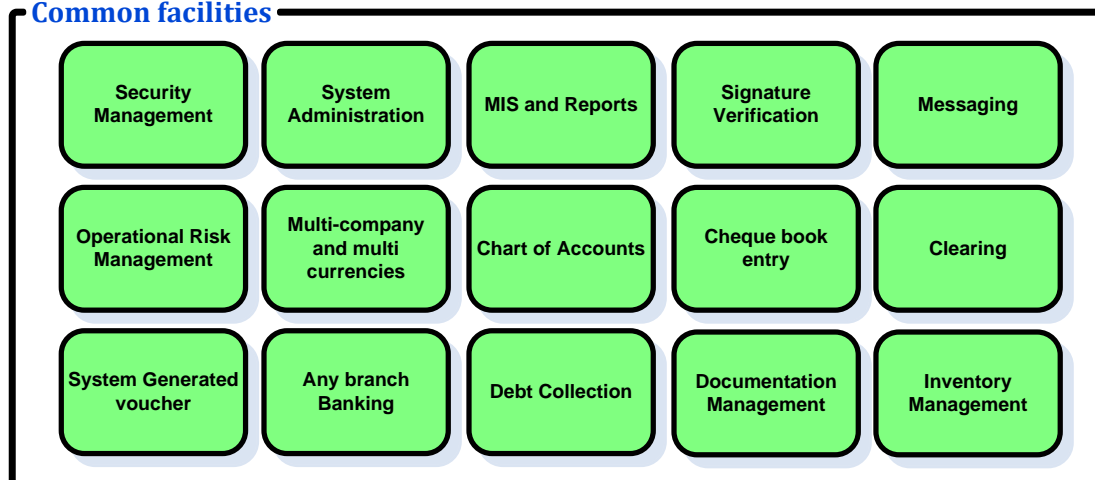 Common facilities
Security
Management
System
Administration
MIS and Reports
Signature
Verification
Messaging
Operational Risk
Management
Multi-company
and multi
currencies
Chart of Accounts
Cheque book
entry
Clearing
System Generated
voucher
Any branch
Banking
Debt Collection
Documentation
Management
Inventory
Management